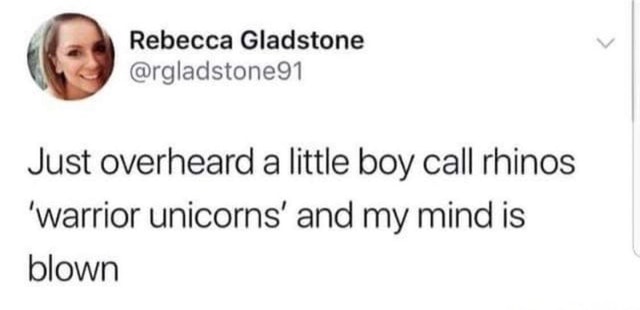 Rebecca Gladstone
@rgladstone91
Just overheard a little boy call rhinos
'warrior unicorns' and my mind is
blown